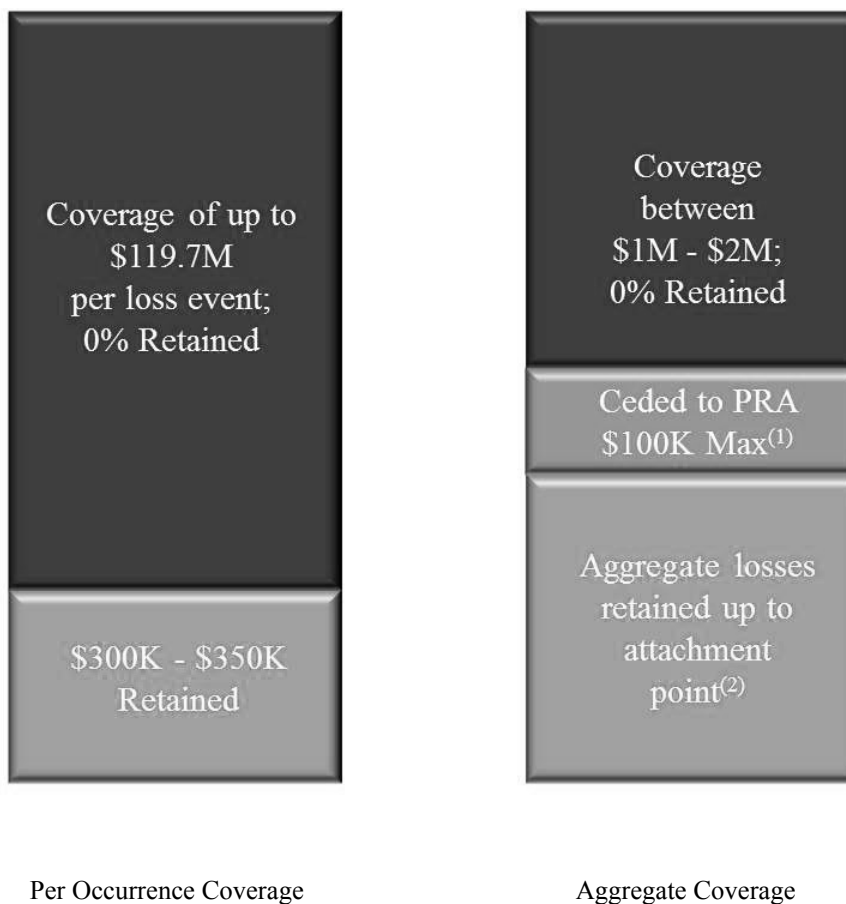 Coverage of up to
$119.7M
per loss event;
0% Retained
$300K - $350K
Retained
Per Occurrence Coverage
Coverage
between
$1M - $2M;
0% Retained
Ceded to PRA
$100K Max(1)
Aggregate losses
retained up to
attachment
point(2)
Aggregate Coverage